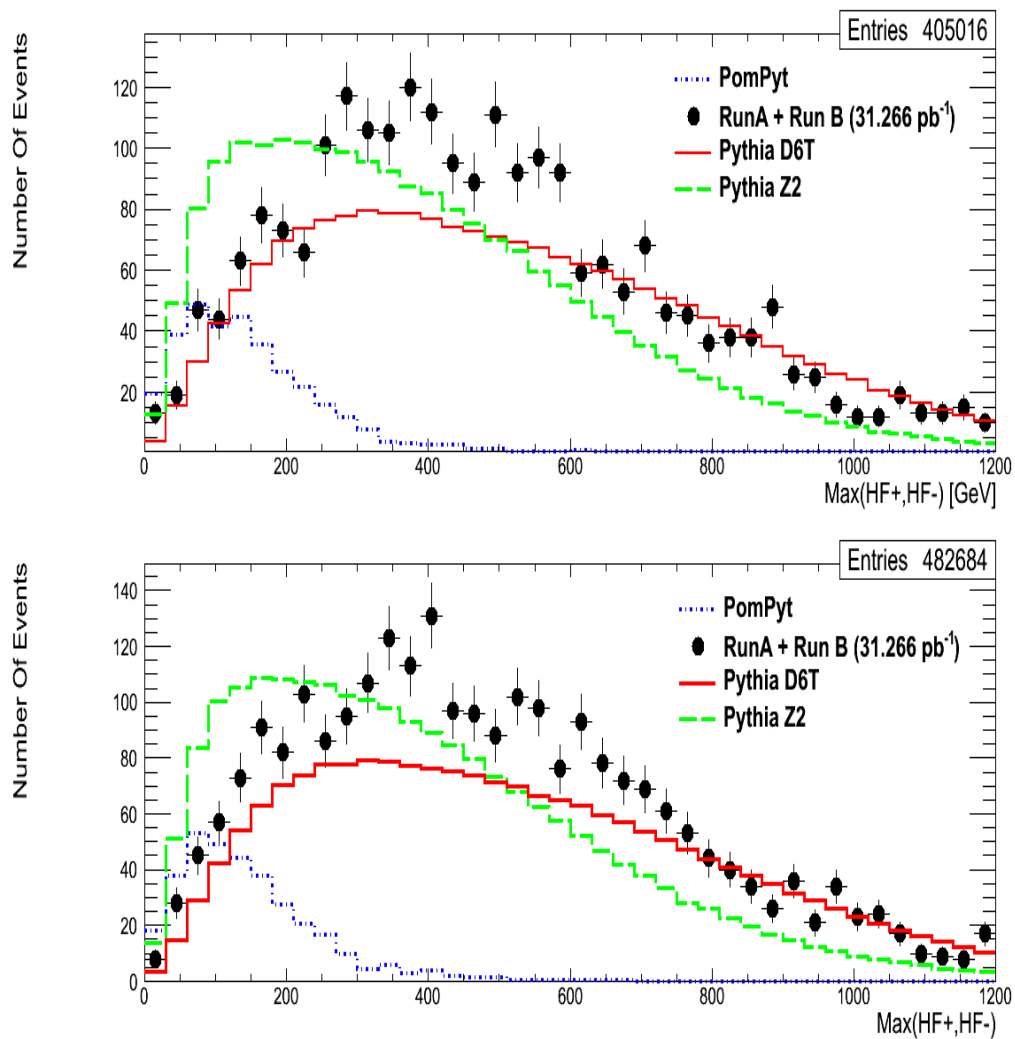 Entries 405016
Number Of Events
PomPyt
RunA + Run B (31.266 pb-1)
Pythia D6T
Pythia Z2
120
100
80
60
40
20
0 200 400 600 800 1000 1200
Max(HF+,HF-) [GeV]
Entries 482684
Number Of Events
PomPyt
RunA + Run B (31.266 pb-1)
Pythia D6T
Pythia Z2
140
120
100
80
60
40
20
0
0 200 400 600 800 1000 1200
Max(HF+,HF-)